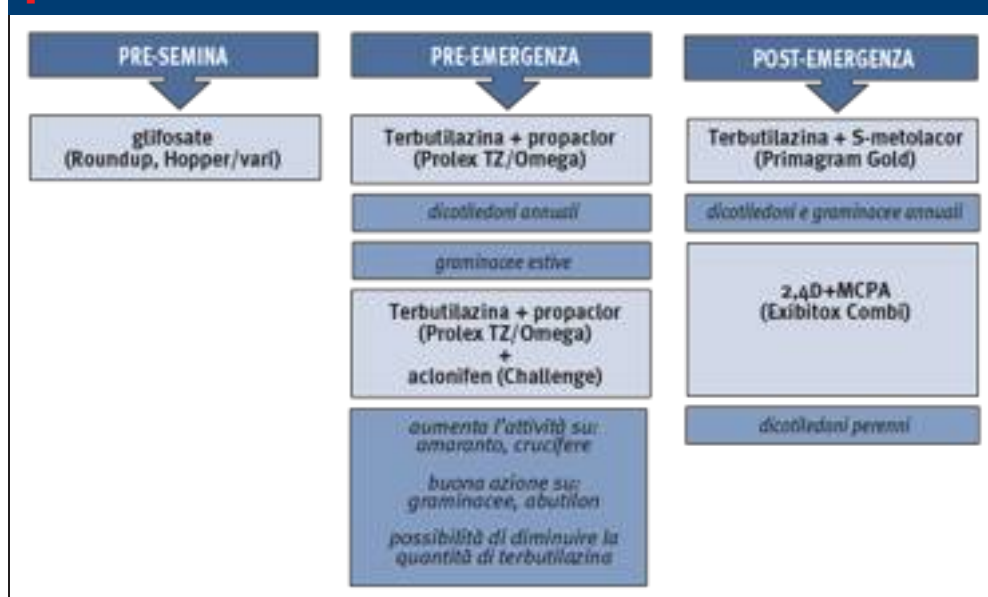 PRE-SEMINA
glifosate
(Roundup, Hopper/vari)
PRE-EMERGENZA
Terbutilazina + propaclor
(Prolex TZ/Omega)
dicotiledoni annuali
graminacee estive
Terbutilazina + propaclor
(Prolex TZ/Omega)
+
aclonifen (Challenge)
aumenta l'attività su:
amaranto, crucifere
buona azione su:
graminacee, abutilon
possibilità di diminuire la
quantità di terbutilazina
POST-EMERGENZA
Terbutilazina + S-metolacor
(Primagram Gold)
dicotiledoni e graminacee annuali
2,4D+MCPA
(Exibitox Combi)
dicotiledoni perenni